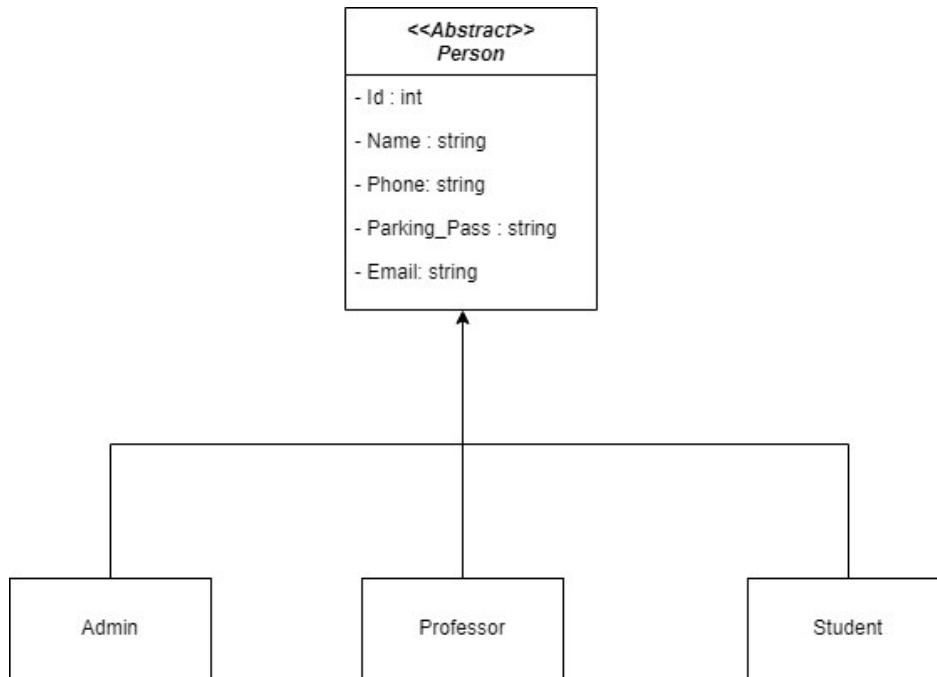 <<Abstract>>
Person
- Id : int
- Name : string
- Phone: string
- Parking_Pass : string
- Email: string
Admin
Professor
Student